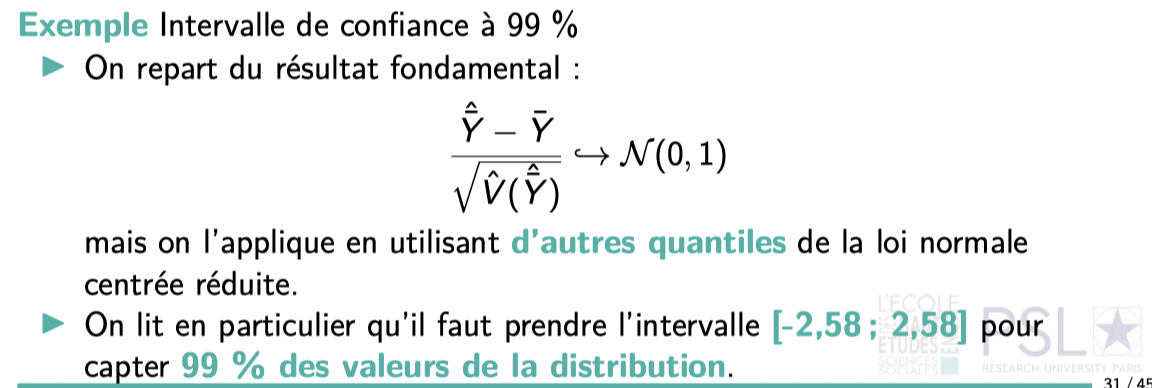 Exemple Intervalle de confiance à 99 %
▶ On repart du résultat fondamental :
$\frac{\hat{\bar{Y}} - \bar{Y}}{\sqrt{\hat{V}(\hat{\bar{Y}})}} \hookrightarrow \mathcal{N}(0, 1)$
mais on l'applique en utilisant d'autres quantiles de la loi normale
centrée réduite.
▶ On lit en particulier qu'il faut prendre l'intervalle [-2,58 ; 2,58] pour
capter 99 % des valeurs de la distribution.
L'ÉCOLE
ÉTUDES EN
SCIENCES
SOCIALES
PSL
RESEARCH UNIVERSITY PARIS
31 / 45